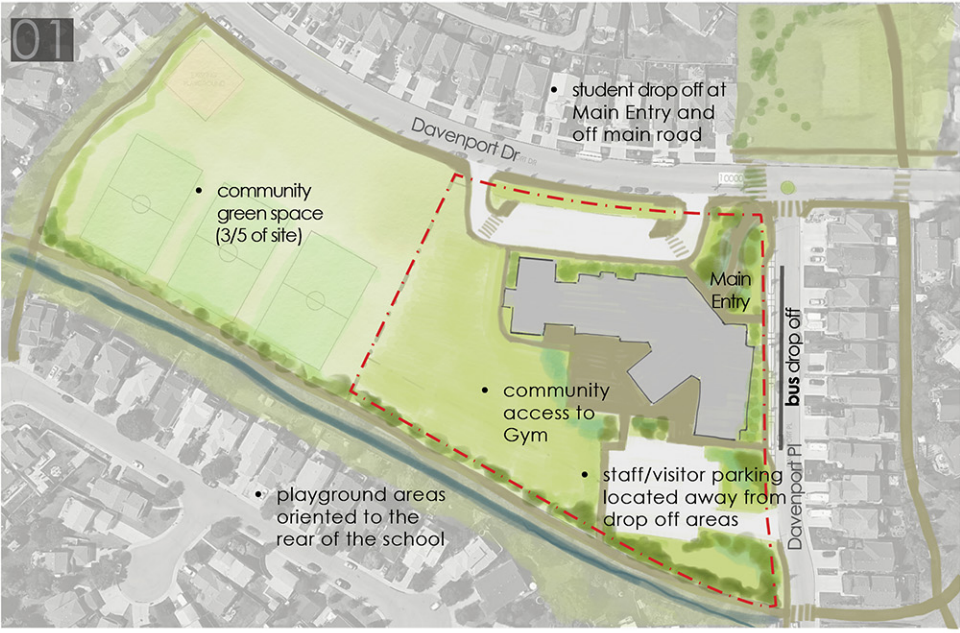 01
• student drop off at
Main Entry and
off main road
Davenport Dr
• community
green space
(3/5 of site)
Main
Entry
bus drop off
• community
access to
Gym
• staff/visitor parking
located away from
drop off areas
Davenport Pl
• playground areas
oriented to the
rear of the school